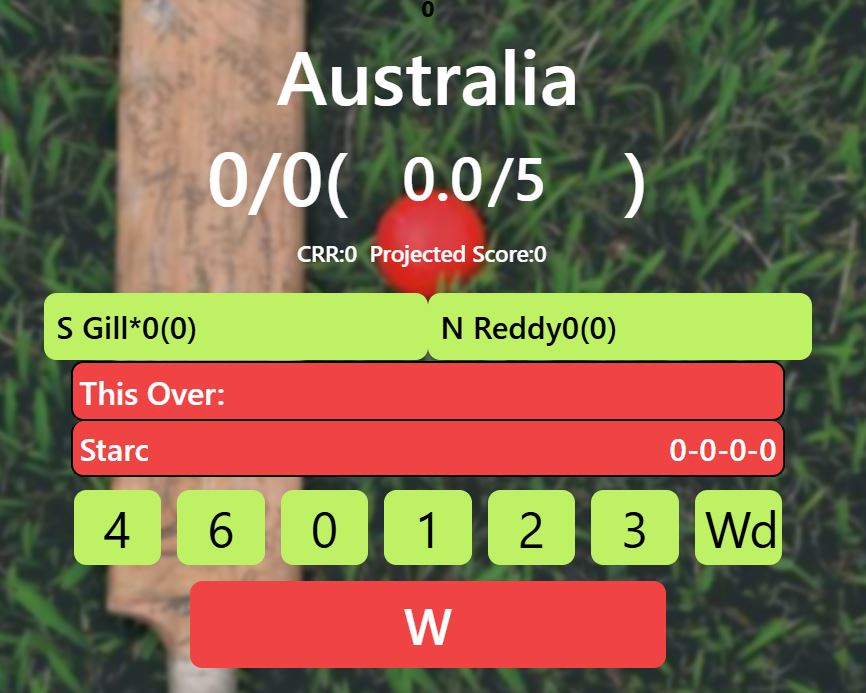 0
Australia
0/0( 0.0/5 )
CRR:0 Projected Score:0
S Gill*0(0) N Reddy0(0)
This Over:
Starc 0-0-0-0
4 6 0 1 2 3 Wd
W